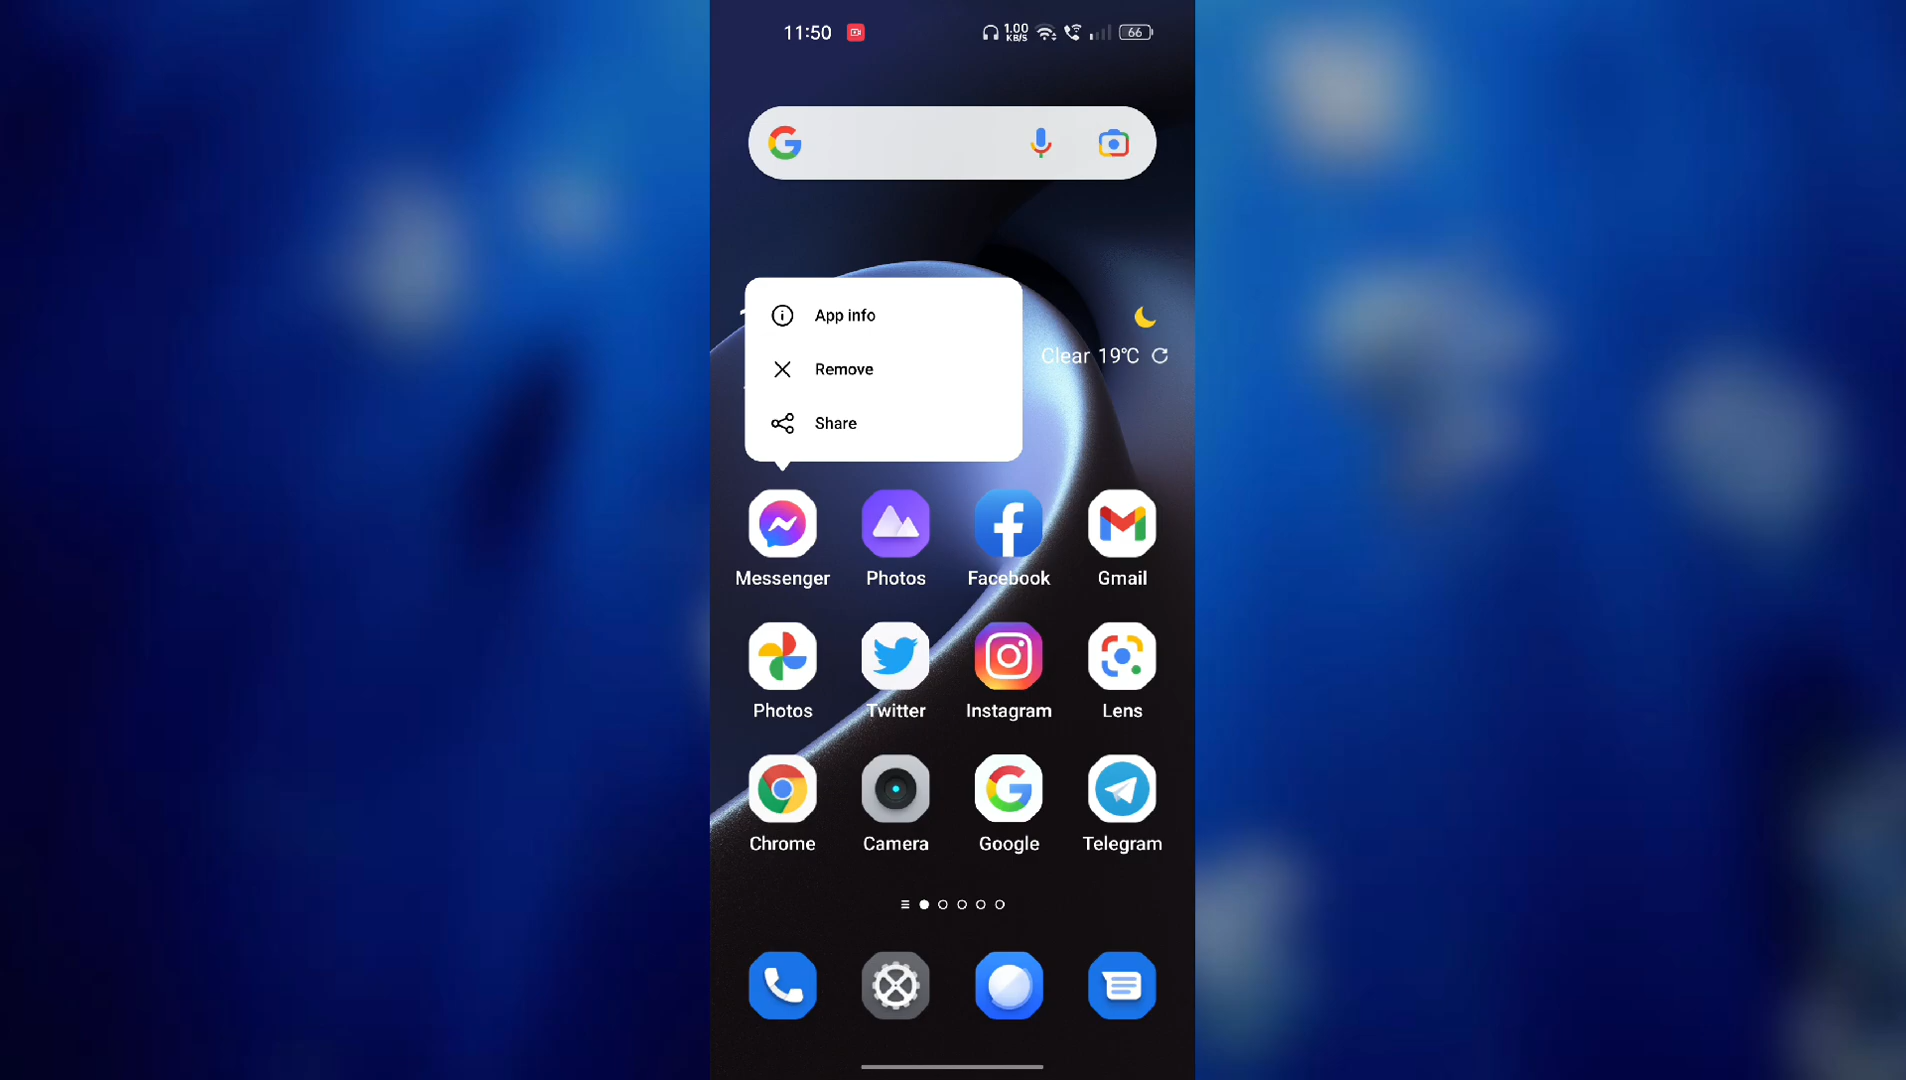 11:50
1.00
KB/S
66
App info
Remove
Share
Clear 19℃
Messenger
Photos
Facebook
Gmail
Photos
Twitter
Instagram
Lens
Chrome
Camera
Google
Telegram